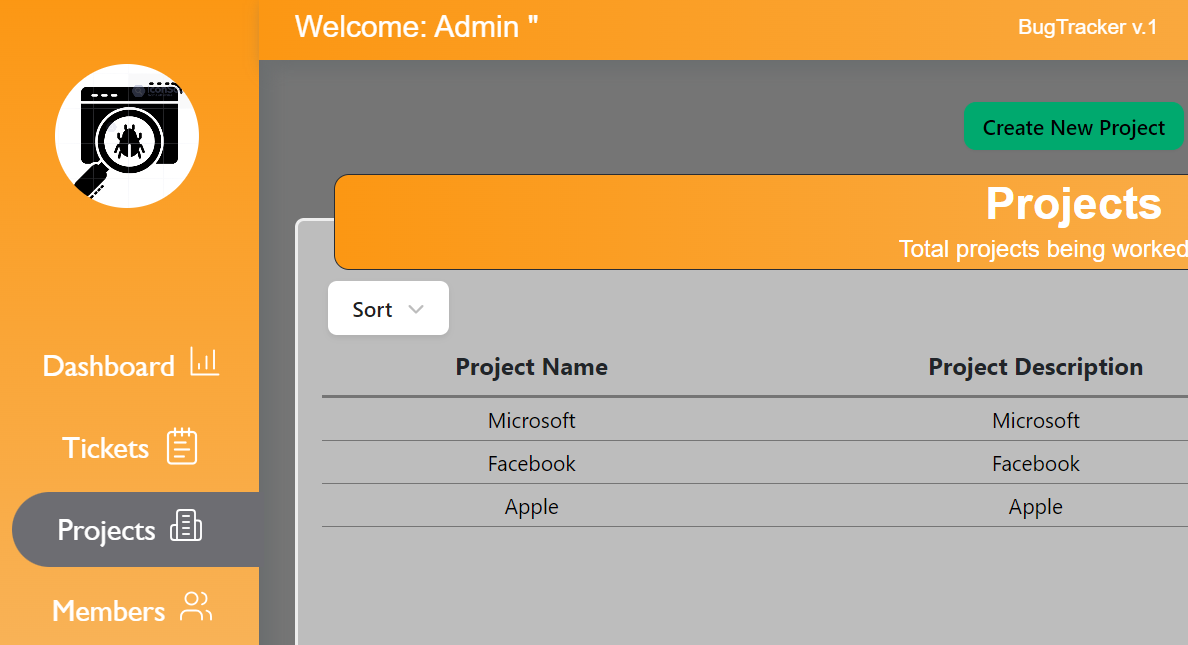 Welcome: Admin "
BugTracker v.1
Create New Project
Projects
Total projects being worked
Sort
Project Name Project Description
Microsoft Microsoft
Facebook Facebook
Apple Apple
Dashboard
Tickets
Projects
Members